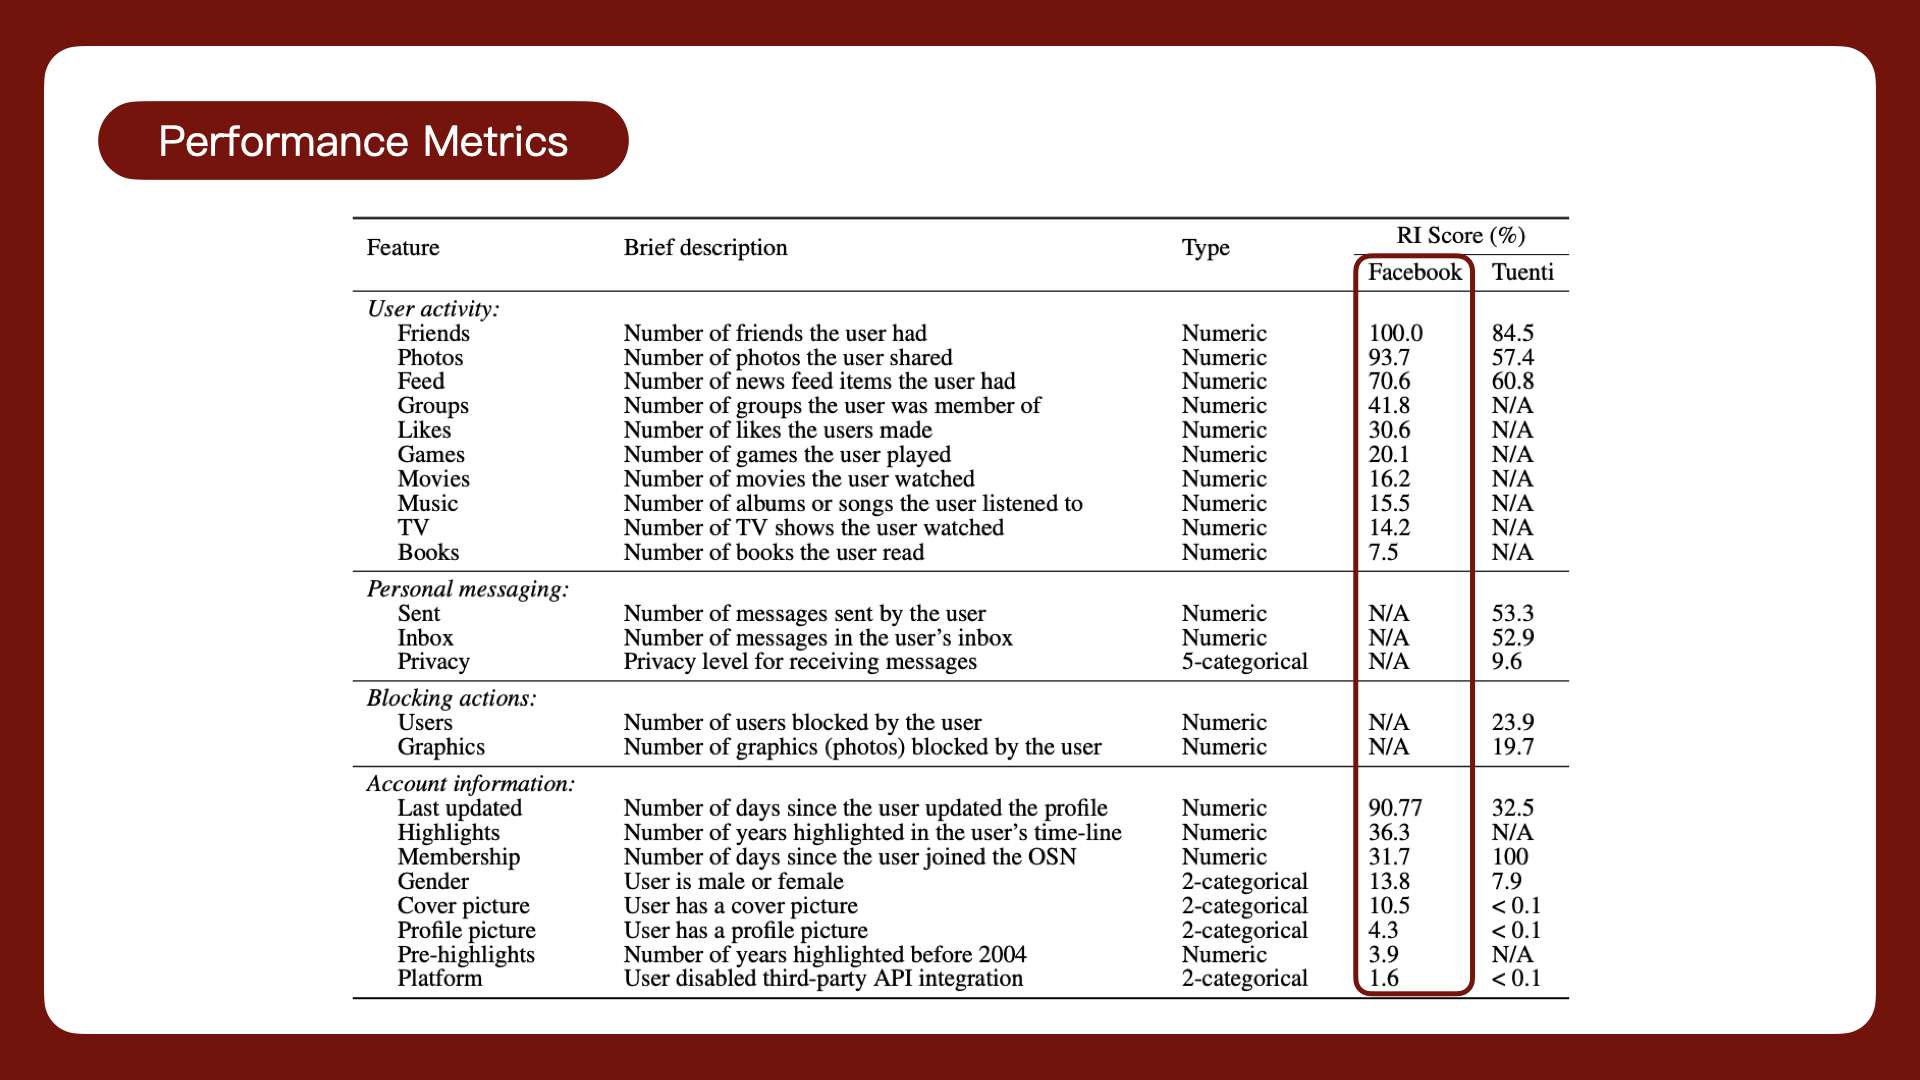 Performance Metrics
Feature Brief description Type RI Score (%)
Facebook Tuenti
User activity:
Friends Number of friends the user had Numeric 100.0 84.5
Photos Number of photos the user shared Numeric 93.7 57.4
Feed Number of news feed items the user had Numeric 70.6 60.8
Groups Number of groups the user was member of Numeric 41.8 N/A
Likes Number of likes the users made Numeric 30.6 N/A
Games Number of games the user played Numeric 20.1 N/A
Movies Number of movies the user watched Numeric 16.2 N/A
Music Number of albums or songs the user listened to Numeric 15.5 N/A
TV Number of TV shows the user watched Numeric 14.2 N/A
Books Number of books the user read Numeric 7.5 N/A
Personal messaging:
Sent Number of messages sent by the user Numeric N/A 53.3
Inbox Number of messages in the user’s inbox Numeric N/A 52.9
Privacy Privacy level for receiving messages 5-categorical N/A 9.6
Blocking actions:
Users Number of users blocked by the user Numeric N/A 23.9
Graphics Number of graphics (photos) blocked by the user Numeric N/A 19.7
Account information:
Last updated Number of days since the user updated the profile Numeric 90.77 32.5
Highlights Number of years highlighted in the user’s time-line Numeric 36.3 N/A
Membership Number of days since the user joined the OSN Numeric 31.7 100
Gender User is male or female 2-categorical 13.8 7.9
Cover picture User has a cover picture 2-categorical 10.5 < 0.1
Profile picture User has a profile picture 2-categorical 4.3 < 0.1
Pre-highlights Number of years highlighted before 2004 Numeric 3.9 N/A
Platform User disabled third-party API integration 2-categorical 1.6 < 0.1